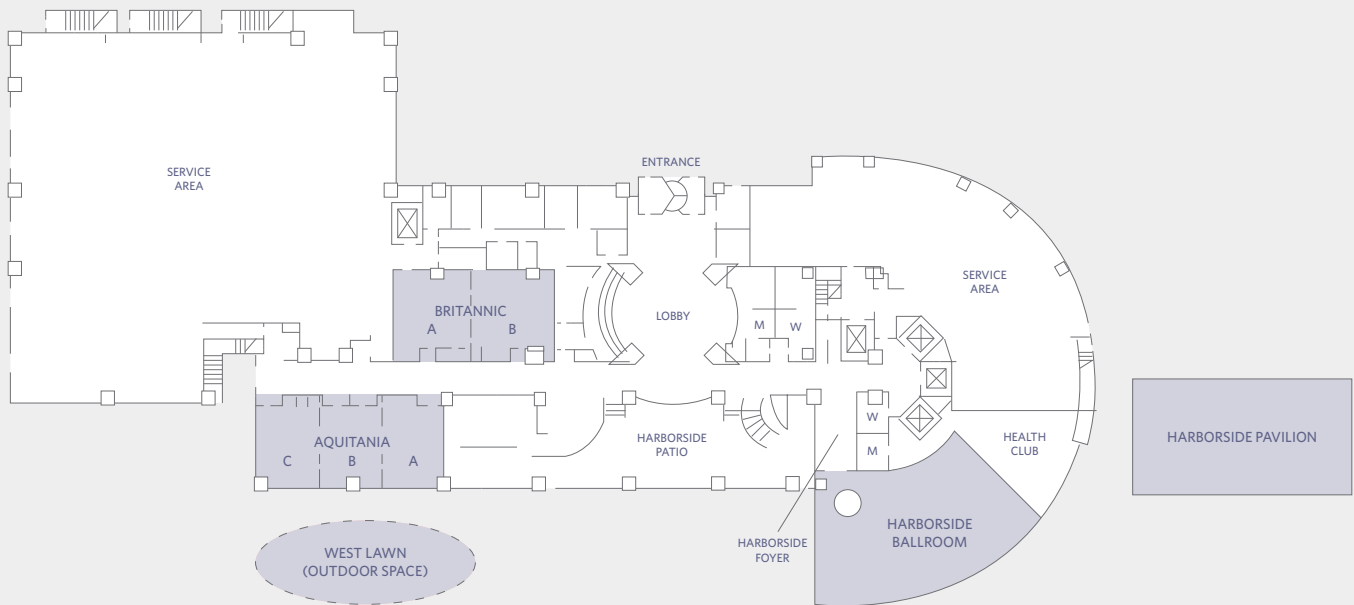 ENTRANCE
SERVICE
AREA
SERVICE
AREA
BRITANNIC
A
B
LOBBY
M
W
W
M
AQUITANIA
C
B
A
HARBORSIDE
PATIO
HEALTH
CLUB
HARBORSIDE PAVILION
HARBORSIDE
BALLROOM
HARBORSIDE
FOYER
WEST LAWN
(OUTDOOR SPACE)